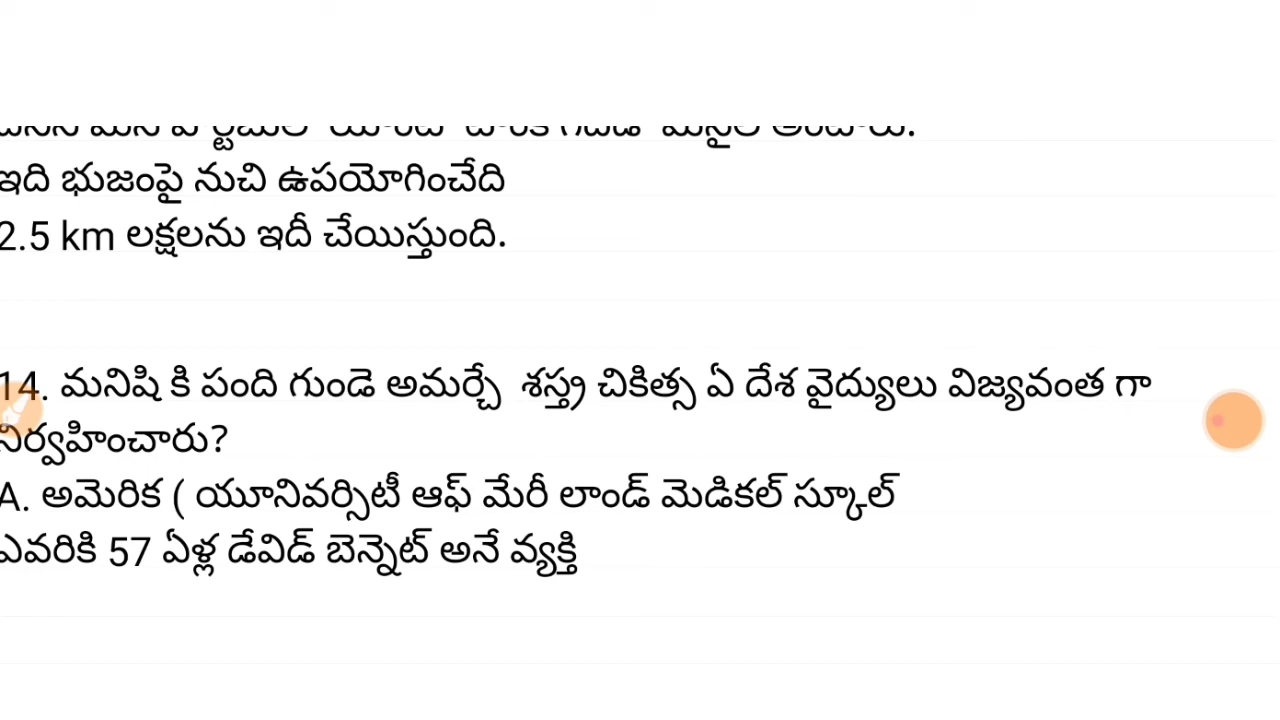 ఇది భుజంపై నుచి ఉపయోగించేది
2.5 km లక్షలను ఇదీ చేయిస్తుంది.
14. మనిషి కి పంది గుండె అమర్చే శస్త్ర చికిత్స ఏ దేశ వైద్యులు విజ్యవంత గా
నిర్వహించారు?
A. అమెరిక ( యూనివర్సిటీ ఆఫ్ మేరీ లాండ్ మెడికల్ స్కూల్
ఎవరికి 57 ఏళ్ల డేవిడ్ బెన్నెట్ అనే వ్యక్తి